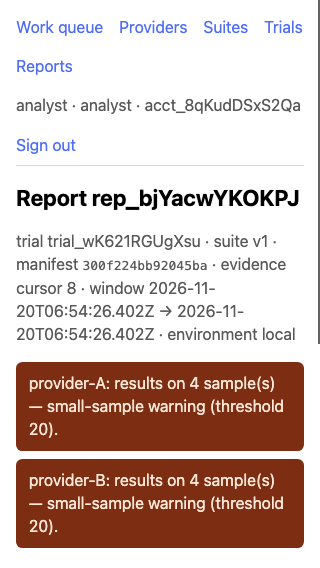 Work queue Providers Suites Trials
Reports
analyst · analyst · acct_8qKudDSxS2Qa
Sign out
Report rep_bjYacwYKOKPJ
trial trial_wK621RGUgXsu · suite v1 ·
manifest 300f224bb92045ba · evidence
cursor 8 · window 2026-11-
20T06:54:26.402Z → 2026-11-
20T06:54:26.402Z · environment local
provider-A: results on 4 sample(s)
— small-sample warning (threshold
20).
provider-B: results on 4 sample(s)
— small-sample warning (threshold
20).